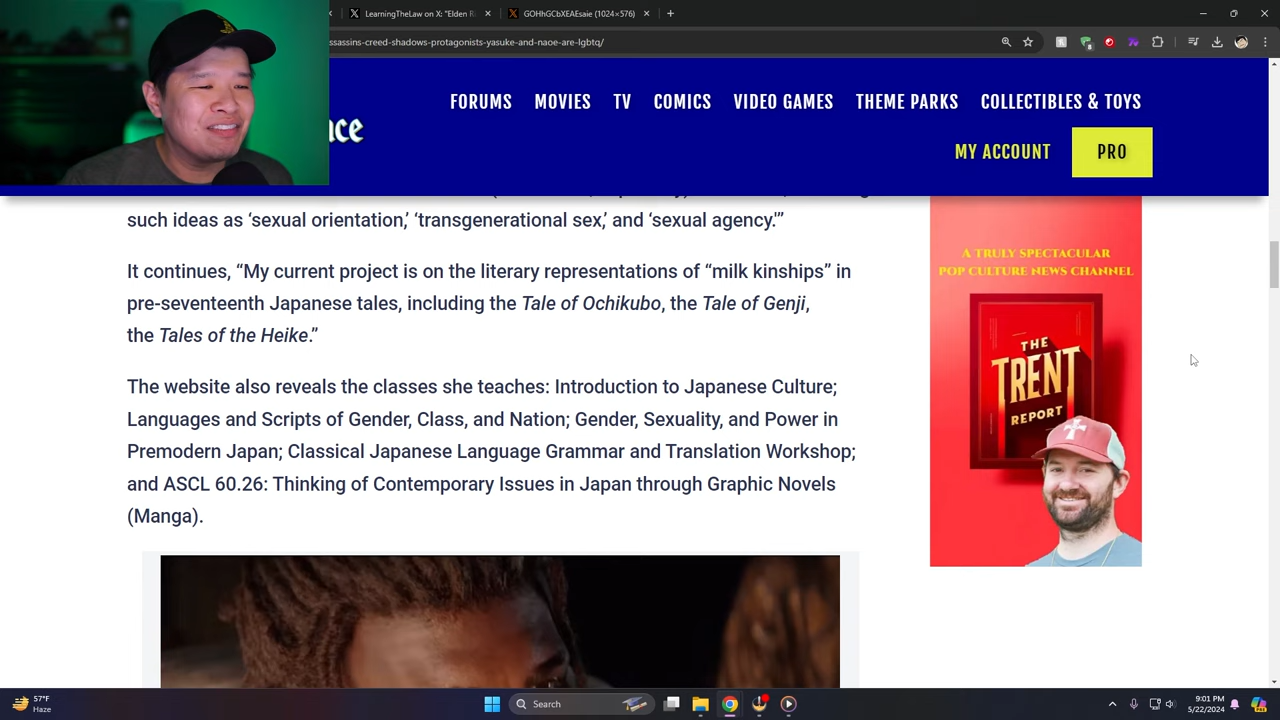 LearningTheLaw on X: "Elden R
GOHhGCbXEAEsaie (1024×576)
assassins-creed-shadows-protagonists-yasuke-and-naoe-are-lgbtq/
FORUMS MOVIES TV COMICS VIDEO GAMES THEME PARKS COLLECTIBLES & TOYS
MY ACCOUNT PRO
such ideas as ‘sexual orientation,’ ‘transgenerational sex,’ and ‘sexual agency.’”
It continues, “My current project is on the literary representations of “milk kinships” in
pre-seventeenth Japanese tales, including the Tale of Ochikubo, the Tale of Genji,
the Tales of the Heike.”
The website also reveals the classes she teaches: Introduction to Japanese Culture;
Languages and Scripts of Gender, Class, and Nation; Gender, Sexuality, and Power in
Premodern Japan; Classical Japanese Language Grammar and Translation Workshop;
and ASCL 60.26: Thinking of Contemporary Issues in Japan through Graphic Novels
(Manga).
A TRULY SPECTACULAR
POP CULTURE NEWS CHANNEL
THE
TRENT
REPORT
57°F
Haze
Search
9:01 PM
5/22/2024